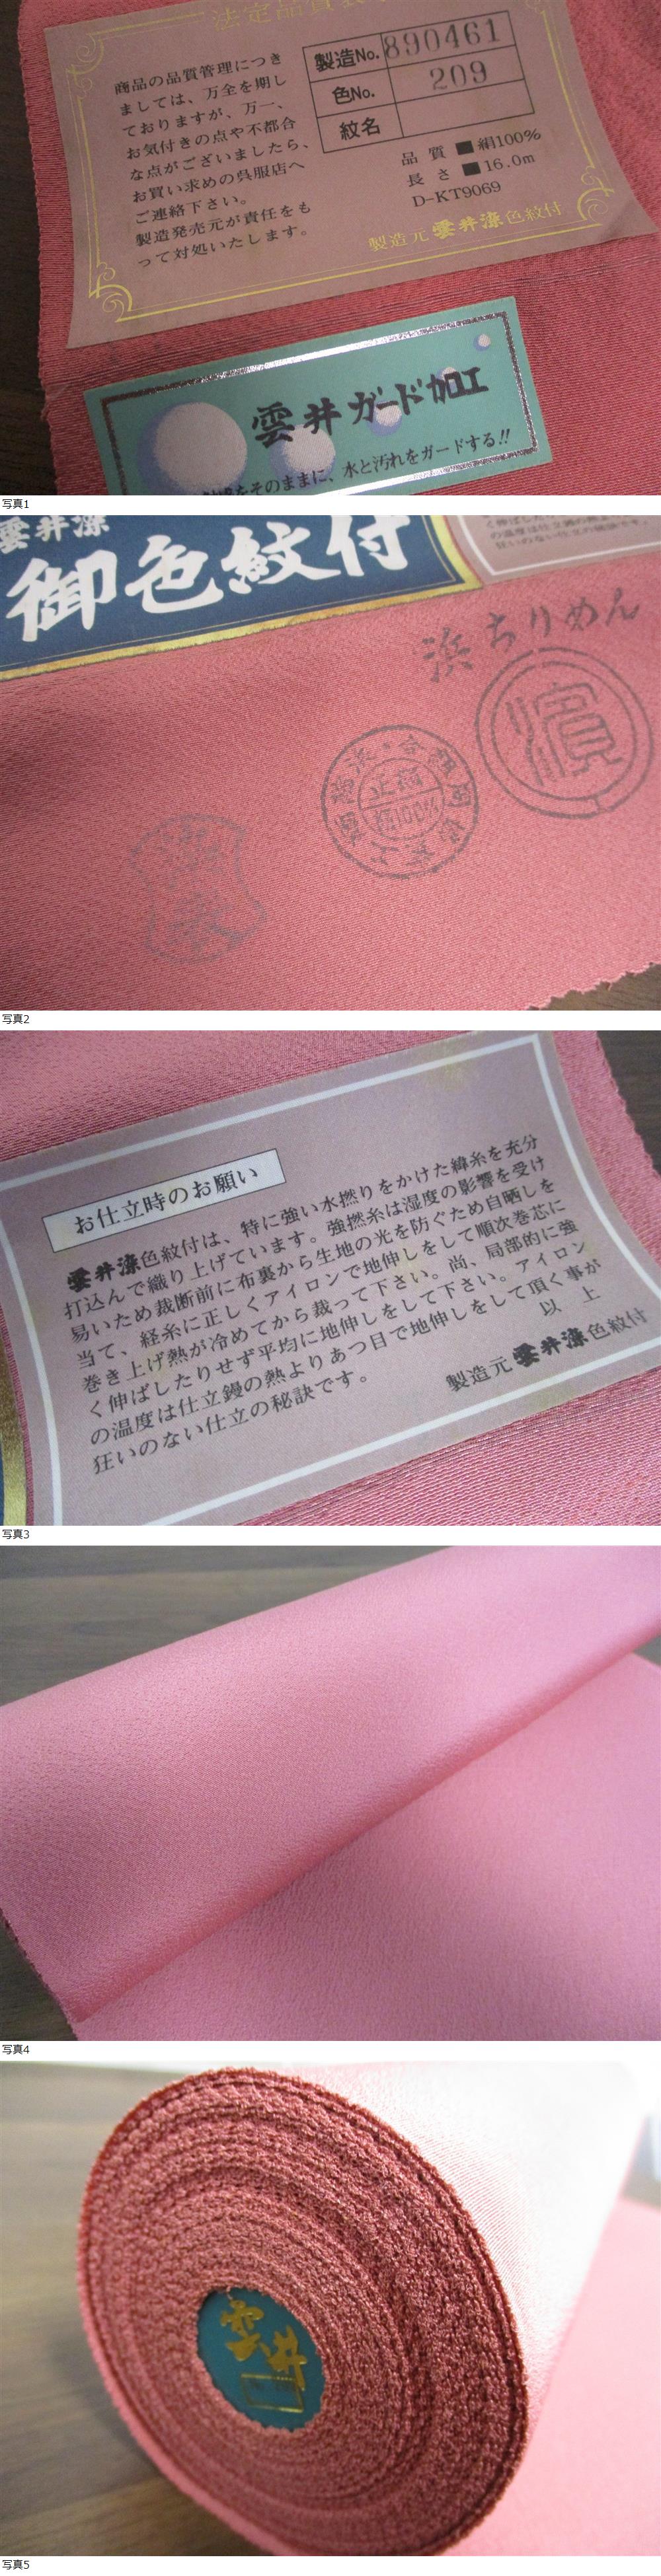 商品の品質管理につき
ましては、万全を期し
ておりますが、万一、
お気付きの点や不都合
な点がございましたら、
お買い求めの呉服店へ
ご連絡下さい。
製造発売元が責任をも
って対処いたします。
製造No. 890461
色No. 209
紋名
品質■絹100%
長さ■16.0m
D-KT9069
製造元 雲井染色紋付
雲井ガード加工
をそのままに、水と汚れをガードする!!
写真1
雲井染
御色紋付
浜ちりめん
濱
正絹
絹100%
写真2
お仕立時のお願い
雲井染色紋付は、特に強い水撚りをかけた緯糸を充分
打込んで織り上げています。強撚糸は湿度の影響を受け
易いため裁断前に布裏から生地の光を防ぐため自晒しを
当て、経糸に正しくアイロンで地伸しをして順次巻芯に
巻き上げ熱が冷めてから裁って下さい。尚、局部的に強
く伸ばしたりせず平均に地伸しをして下さい。アイロン
の温度は仕立鏝の熱よりあつ目で地伸しをして頂く事が
狂いのない仕立の秘訣です。
以上
製造元 雲井染色紋付
写真3
写真4
雲井
写真5